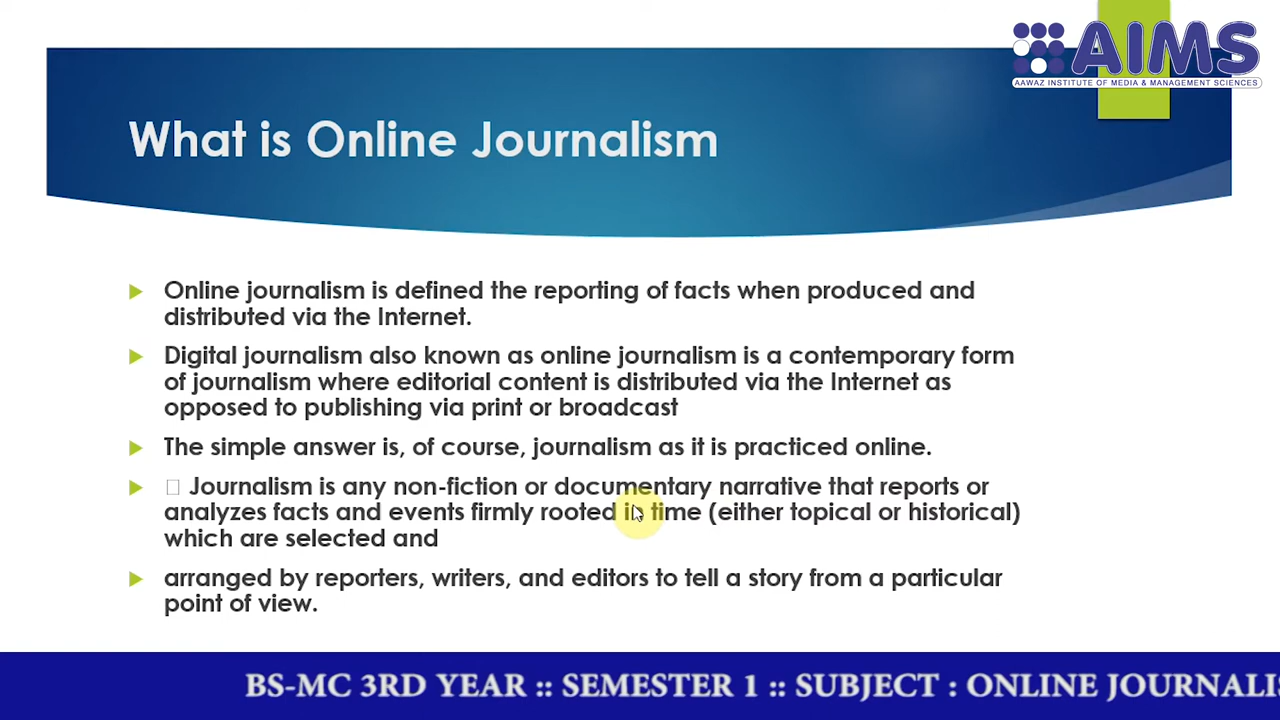 AIMS
AAWAZ INSTITUTE OF MEDIA & MANAGEMENT SCIENCES
What is Online Journalism
Online journalism is defined the reporting of facts when produced and
distributed via the Internet.
Digital journalism also known as online journalism is a contemporary form
of journalism where editorial content is distributed via the Internet as
opposed to publishing via print or broadcast
The simple answer is, of course, journalism as it is practiced online.
Journalism is any non-fiction or documentary narrative that reports or
analyzes facts and events firmly rooted in time (either topical or historical)
which are selected and
arranged by reporters, writers, and editors to tell a story from a particular
point of view.
BS-MC 3RD YEAR :: SEMESTER 1 :: SUBJECT : ONLINE JOURNALIS